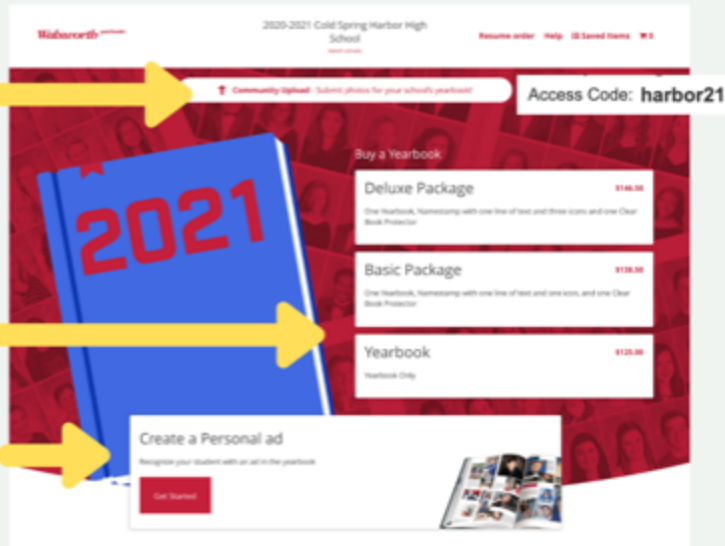 Walsworth
2020-2021 Cold Spring Harbor High
School
Resume order Help Saved Items 0
Community Upload - Submit photos for your school's yearbook!
Access Code: harbor21
Buy a Yearbook
2021
Deluxe Package $146.50
One Yearbook, Namestamp with one line of text and three icons and one Clear
Book Protector
Basic Package $138.50
One Yearbook, Namestamp with one line of text and one icon, and one Clear
Book Protector
Yearbook $125.00
Yearbook Only
Create a Personal ad
Recognize your student with an ad in the yearbook
Get Started